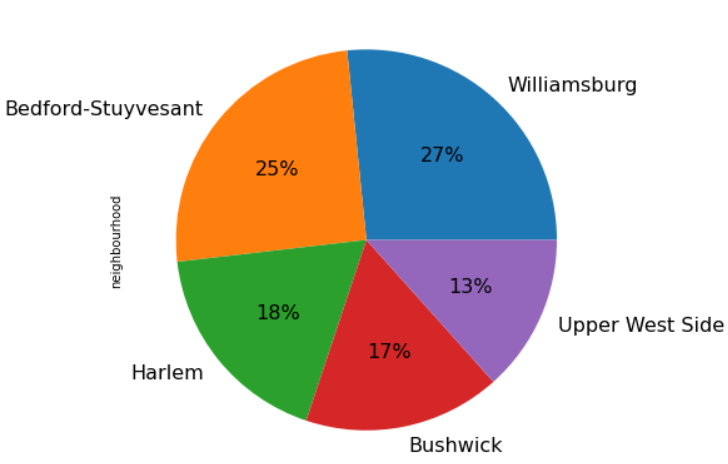 Williamsburg
27%
Bedford-Stuyvesant
25%
neighbourhood
18%
Harlem
17%
Bushwick
13%
Upper West Side